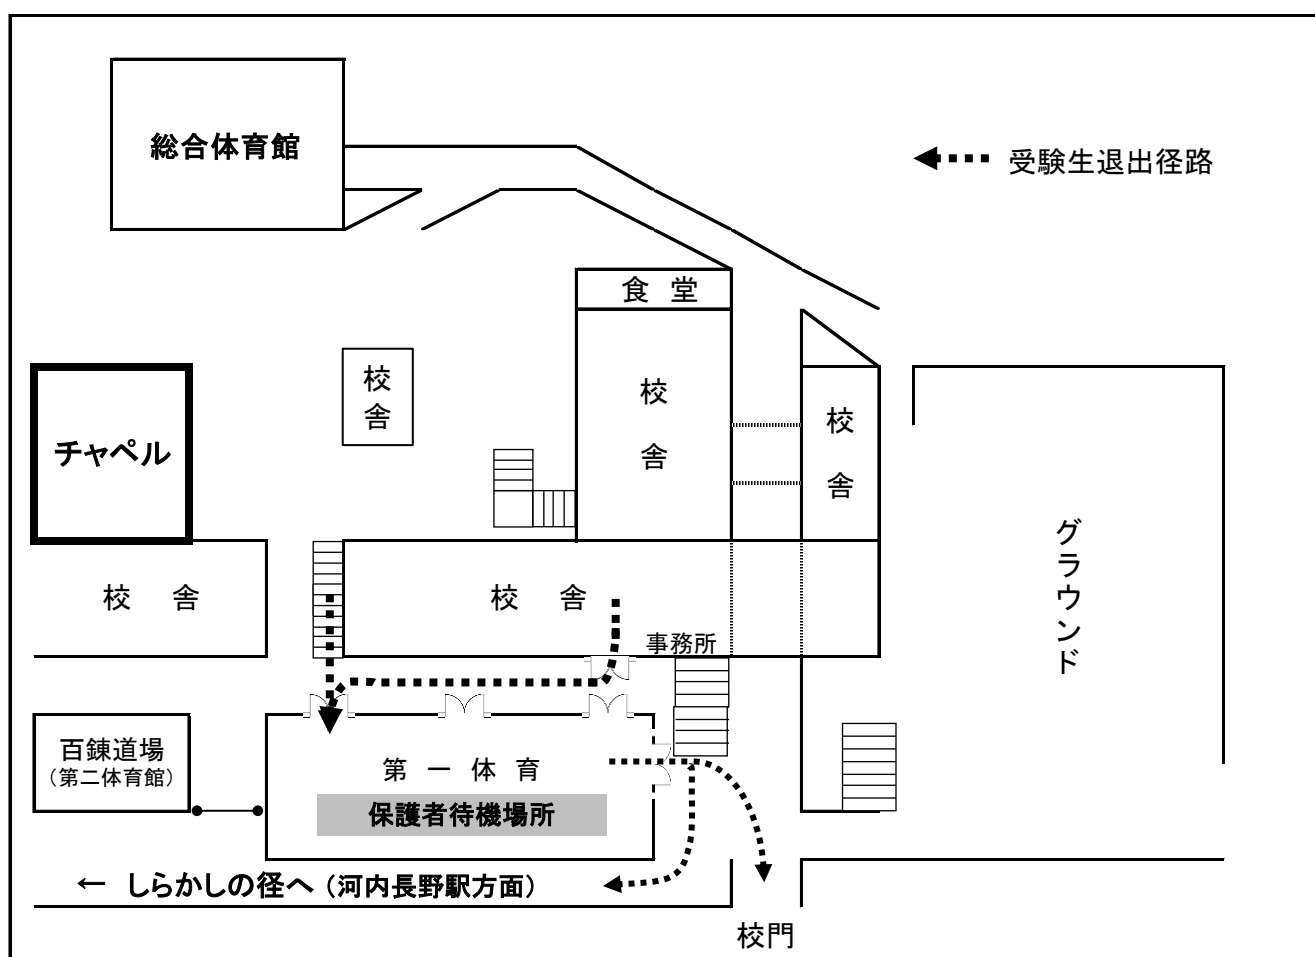 総合体育館
受験生退出径路
食 堂
校舎
校舎
校舎
チャペル
グラウンド
校 舎
校 舎
事務所
百錬道場
（第二体育館）
第 一 体 育
保護者待機場所
← しらかしの径へ（河内長野駅方面）
校門